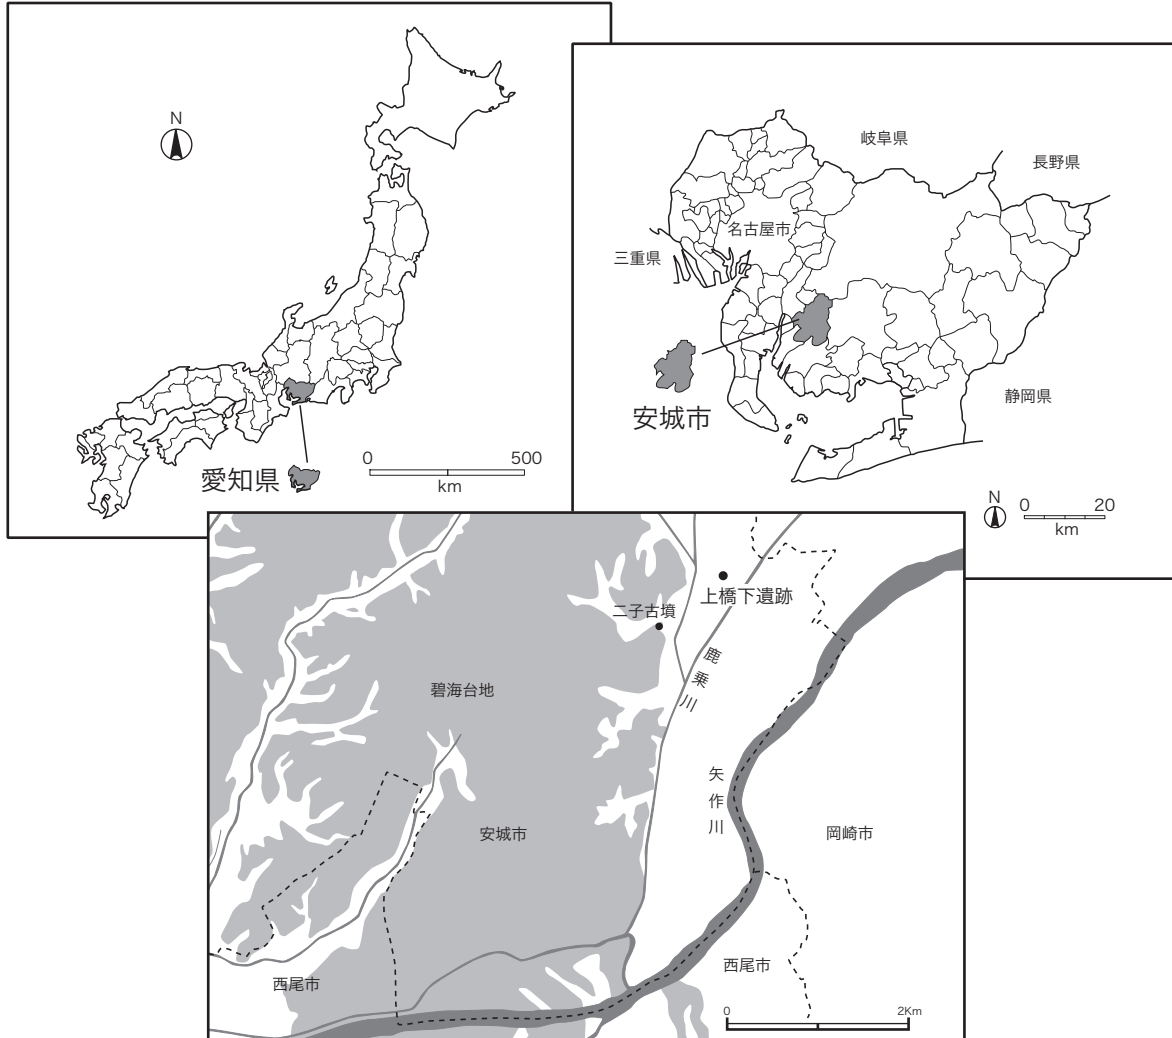 N
愛知県
0 500
km
岐阜県
長野県
名古屋市
三重県
安城市
静岡県
N
0 20
km
上橋下遺跡
二子古墳
鹿乗川
碧海台地
矢作川
安城市
岡崎市
西尾市
西尾市
0 2Km